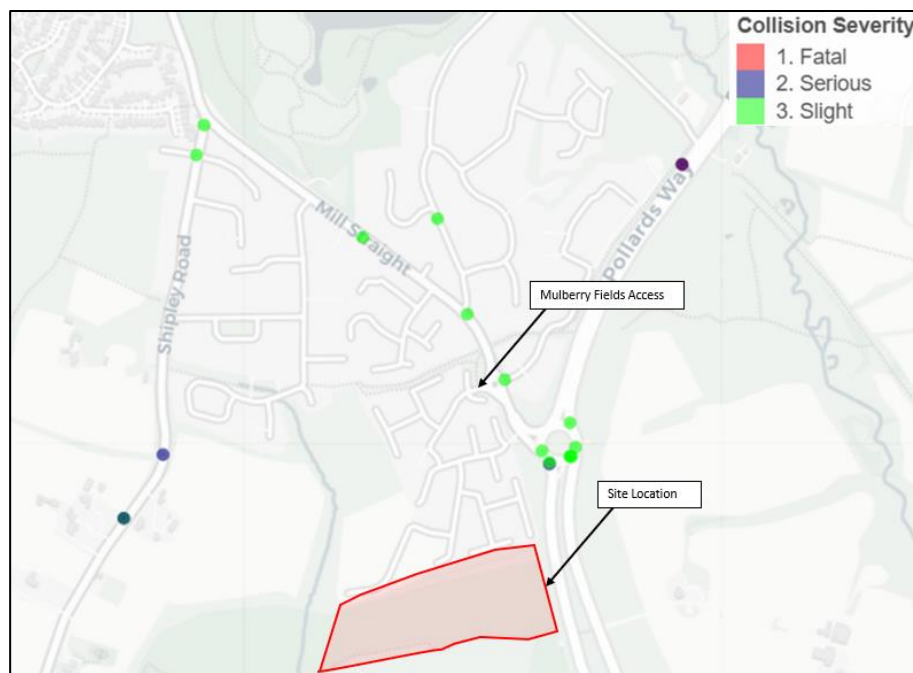 Collision Severity
1. Fatal
2. Serious
3. Slight
Pollards Way
Mill Straight
Shipley Road
Mulberry Fields Access
Site Location